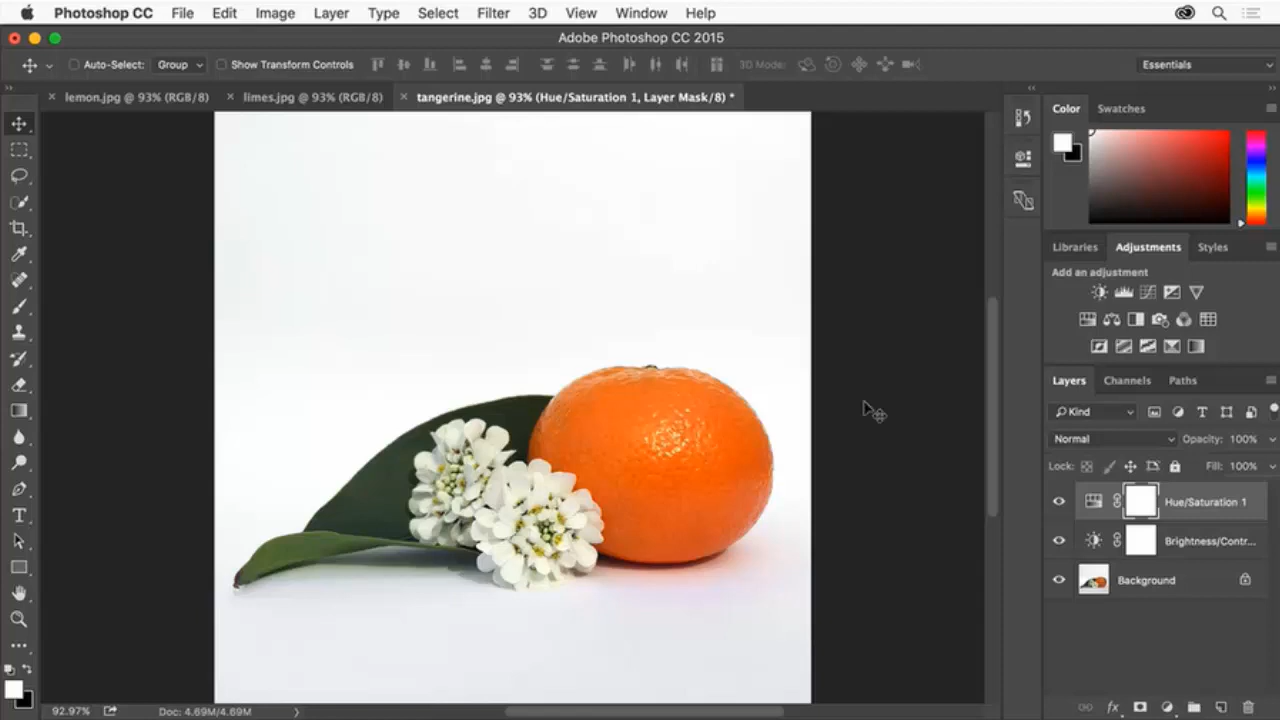 Photoshop CC File Edit Image Layer Type Select Filter 3D View Window Help
Adobe Photoshop CC 2015
Auto-Select: Group Show Transform Controls 3D Mode: Essentials
lemon.jpg @ 93% (RGB/8) limes.jpg @ 93% (RGB/8) tangerine.jpg @ 93% (Hue/Saturation 1, Layer Mask/8) *
Color Swatches
Libraries Adjustments Styles
Add an adjustment
Layers Channels Paths
Kind
Normal Opacity: 100%
Lock: Fill: 100%
Hue/Saturation 1
Brightness/Contr...
Background
92.97% Doc: 4.69M/4.69M